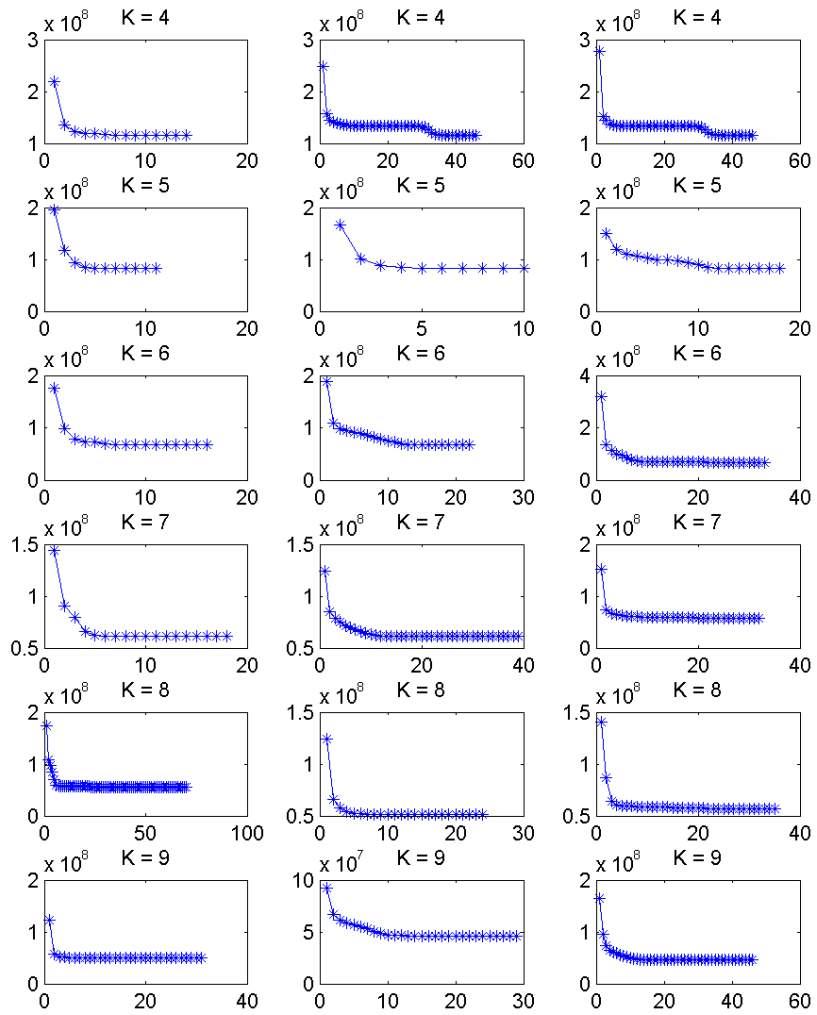 x 10^8 K = 4
3
2
1
0 10 20
x 10^8 K = 4
3
2
1
0 20 40 60
x 10^8 K = 4
3
2
1
0 20 40 60
x 10^8 K = 5
2
1
0
0 10 20
x 10^8 K = 5
2
1
0
0 5 10
x 10^8 K = 5
2
1
0
0 10 20
x 10^8 K = 6
2
1
0
0 10 20
x 10^8 K = 6
2
1
0
0 10 20 30
x 10^8 K = 6
4
2
0
0 20 40
x 10^8 K = 7
1.5
1
0.5
0 10 20
x 10^8 K = 7
1.5
1
0.5
0 20 40
x 10^8 K = 7
2
1
0
0 20 40
x 10^8 K = 8
2
1
0
0 50 100
x 10^8 K = 8
1.5
1
0.5
0 10 20 30
x 10^8 K = 8
1.5
1
0.5
0 20 40
x 10^8 K = 9
2
1
0
0 20 40
x 10^7 K = 9
10
5
0
0 10 20 30
x 10^8 K = 9
2
1
0
0 20 40 60